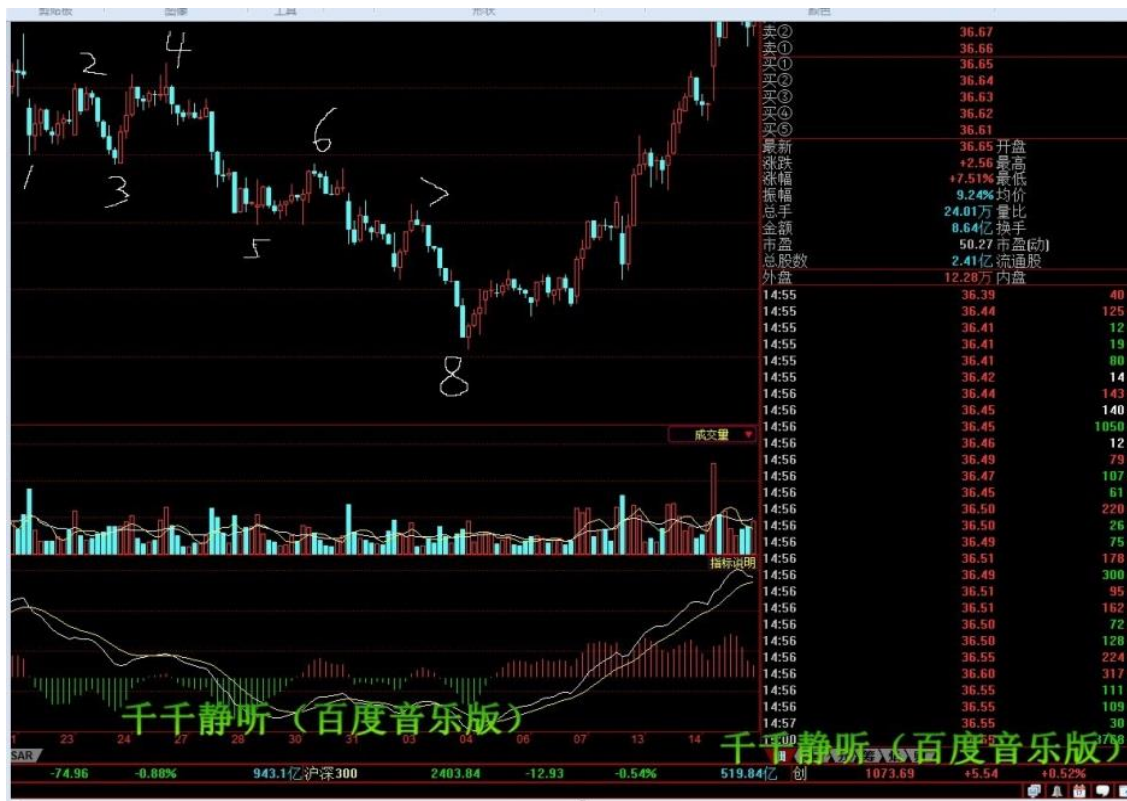 剪贴板 图像 工具 形状 颜色
2 4
1 3
6
5
7
8
成交量
指标说明
卖② 36.67
卖① 36.66
买① 36.65
买② 36.64
买③ 36.63
买④ 36.62
买⑤ 36.61
最新 36.65 开盘
涨跌 +2.56 最高
涨幅 +7.51% 最低
振幅 9.24% 均价
总手 24.01万 量比
金额 8.64亿 换手
市盈 50.27 市盈(动)
总股数 2.41亿 流通股
外盘 12.28万 内盘
14:55 36.39 40
14:55 36.44 125
14:55 36.41 12
14:55 36.41 19
14:55 36.41 80
14:55 36.42 14
14:56 36.44 143
14:56 36.45 140
14:56 36.45 1050
14:56 36.46 12
14:56 36.49 79
14:56 36.47 107
14:56 36.45 61
14:56 36.50 220
14:56 36.50 26
14:56 36.49 75
14:56 36.51 178
14:56 36.49 300
14:56 36.51 95
14:56 36.51 162
14:56 36.50 72
14:56 36.50 128
14:56 36.55 224
14:56 36.60 317
14:56 36.55 111
14:56 36.55 109
14:57 36.55 30
千千静听（百度音乐版）
23 24 27 28 30 31 03 04 06 07 13 14
千千静听（百度音乐版）
SAR
-74.96 -0.88% 943.1亿 沪深300 2403.84 -12.93 -0.54% 519.84亿 创 1073.69 +5.54 +0.52%